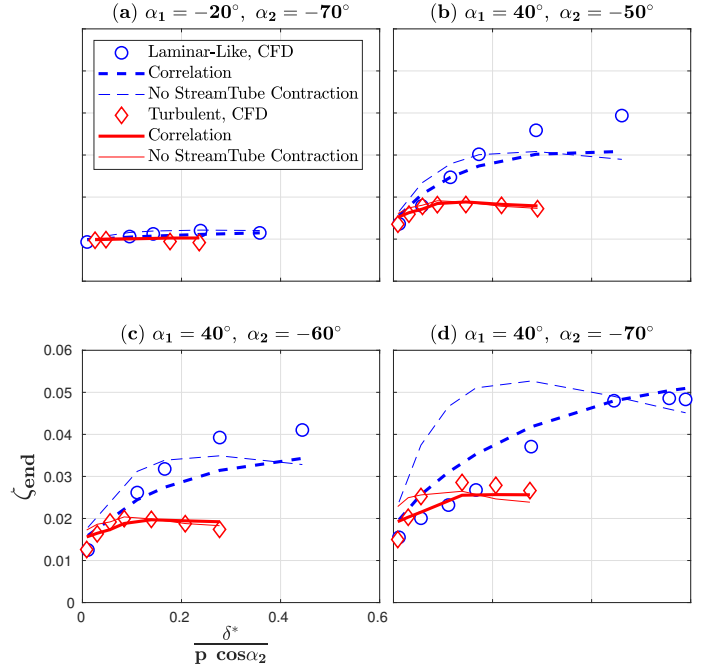 (a) α₁ = −20°, α₂ = −70°
(b) α₁ = 40°, α₂ = −50°
Laminar-Like, CFD
Correlation
No StreamTube Contraction
Turbulent, CFD
Correlation
No StreamTube Contraction
(c) α₁ = 40°, α₂ = −60°
(d) α₁ = 40°, α₂ = −70°
0.06
0.05
0.04
0.03
0.02
0.01
0
ζend
0 0.2 0.4 0.6
δ*
p cosα₂